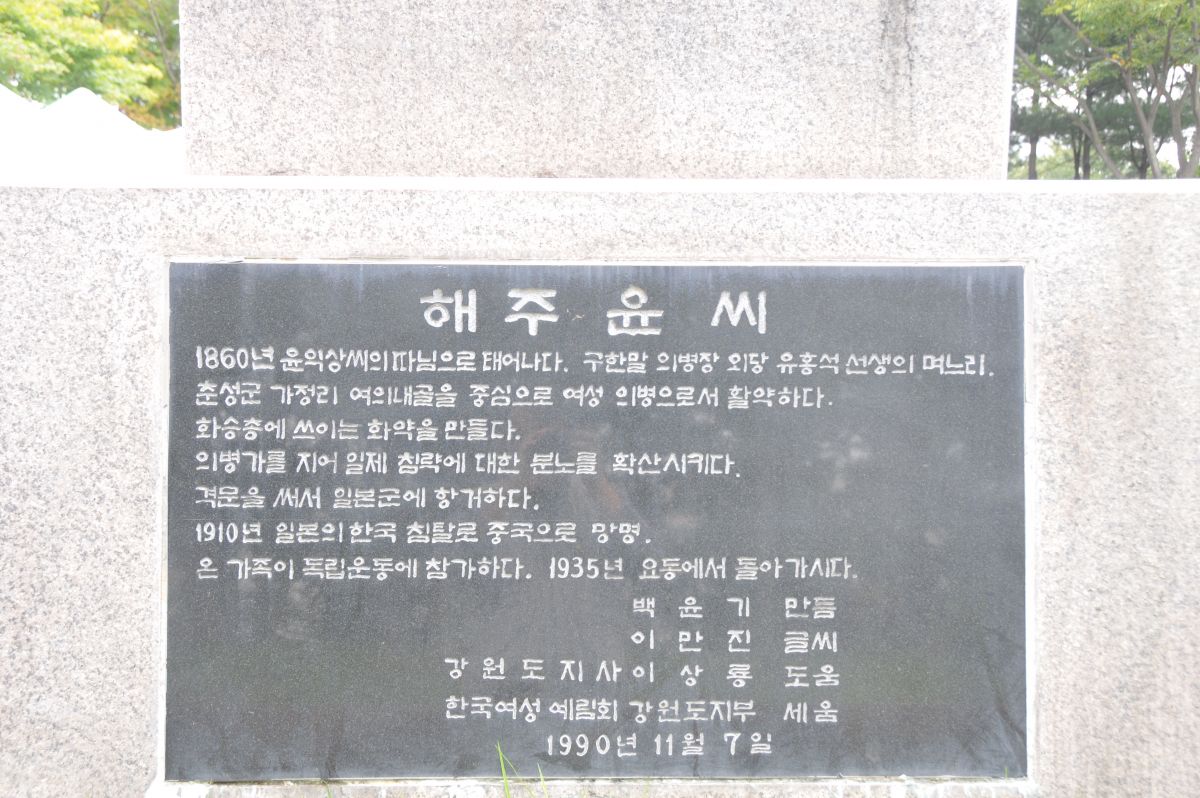 해주윤씨
1860년 윤익상씨의 따님으로 태어나다. 구한말 의병장 외당 유홍석 선생의 며느리.
춘성군 가정리 여의내골을 중심으로 여성 의병으로서 활약하다.
화승총에 쓰이는 화약을 만들다.
의병가를 지어 일제 침략에 대한 분노를 확산시키다.
격문을 써서 일본군에 항거하다.
1910년 일본의 한국 침탈로 중국으로 망명.
온 가족이 독립운동에 참가하다. 1935년 요동에서 돌아가시다.
백윤기 만듦
이만진 글씨
강원도지사 이상룡 도움
한국여성 예림회 강원도지부 세움
1990년 11월 7일